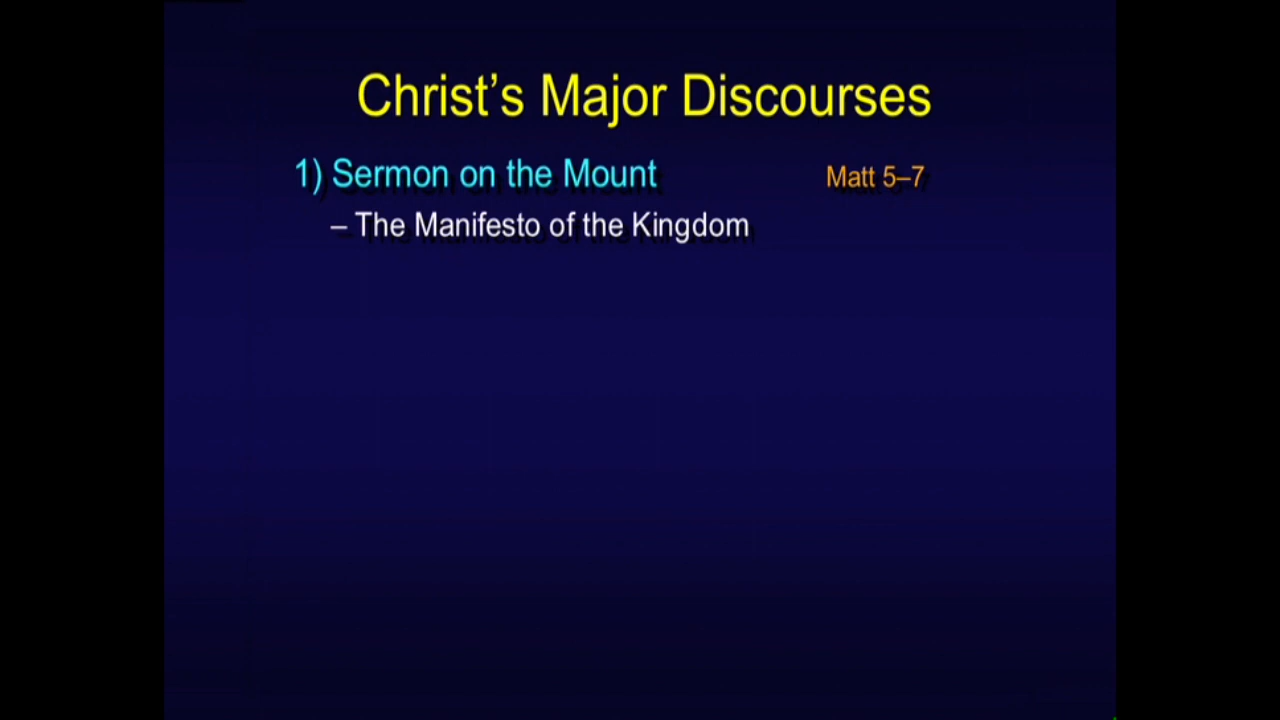 Christ’s Major Discourses
1) Sermon on the Mount Matt 5–7
– The Manifesto of the Kingdom